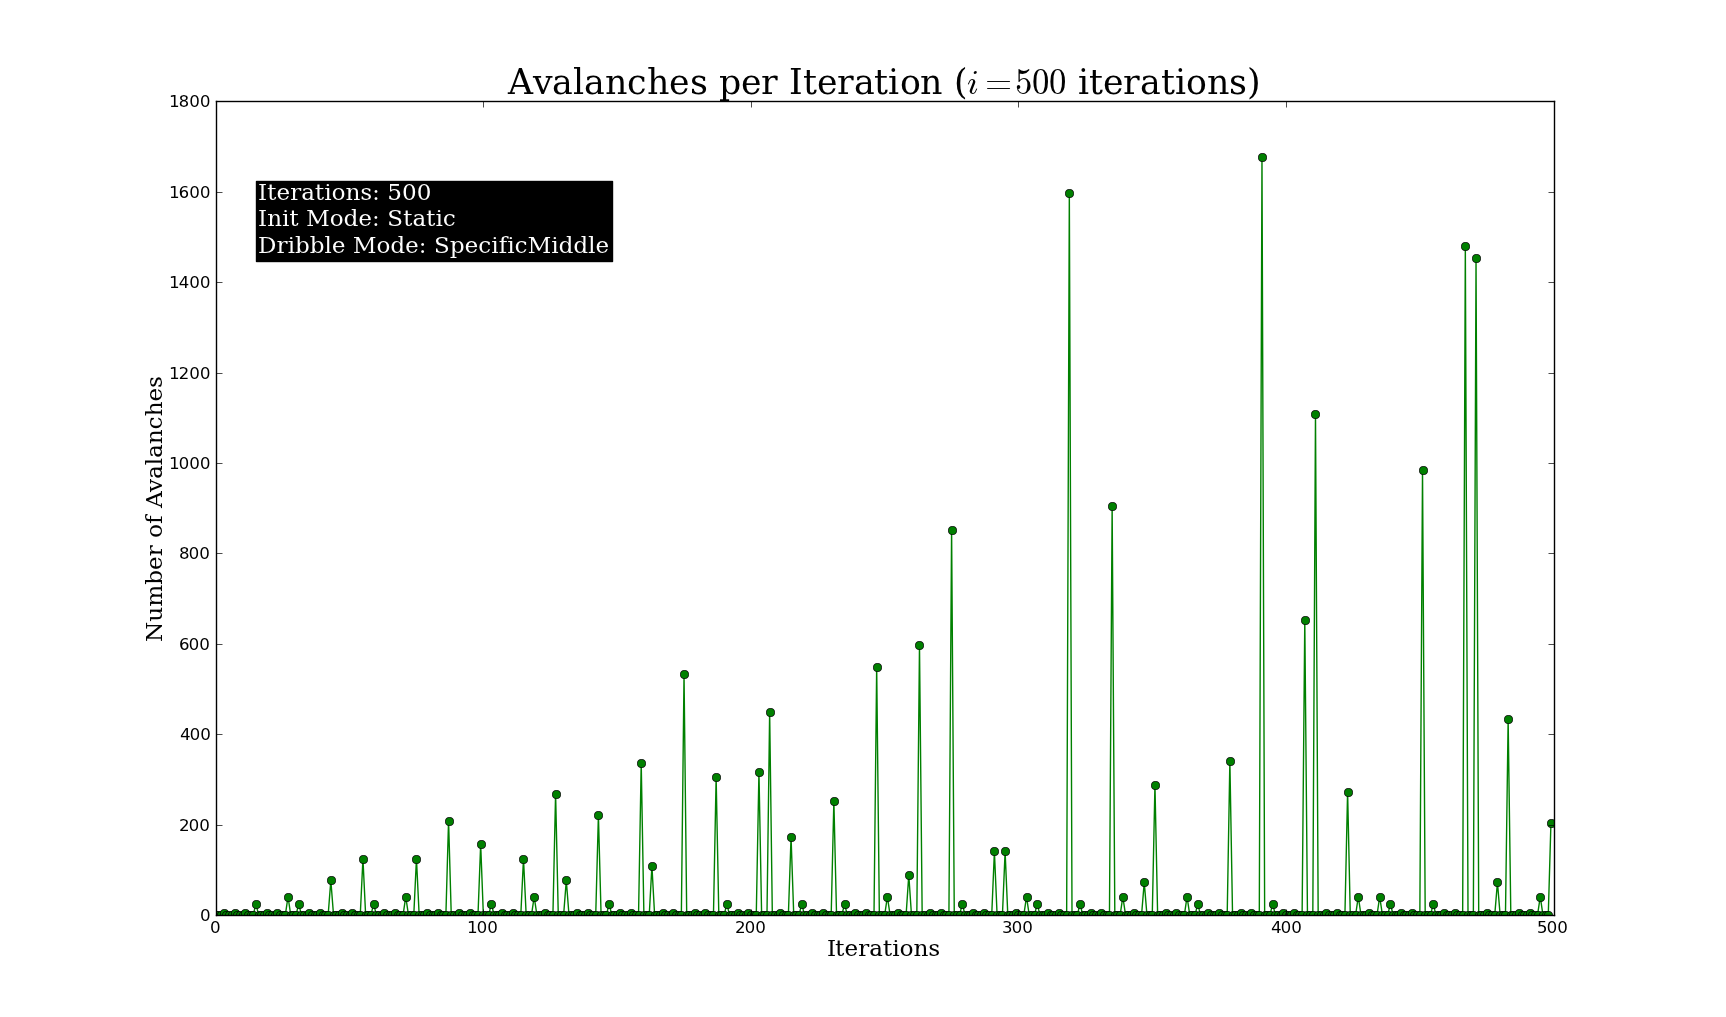 Avalanches per Iteration (i = 500 iterations)
1800
1600
1400
1200
1000
800
600
400
200
0
Iterations: 500
Init Mode: Static
Dribble Mode: SpecificMiddle
Number of Avalanches
0 100 200 300 400 500
Iterations